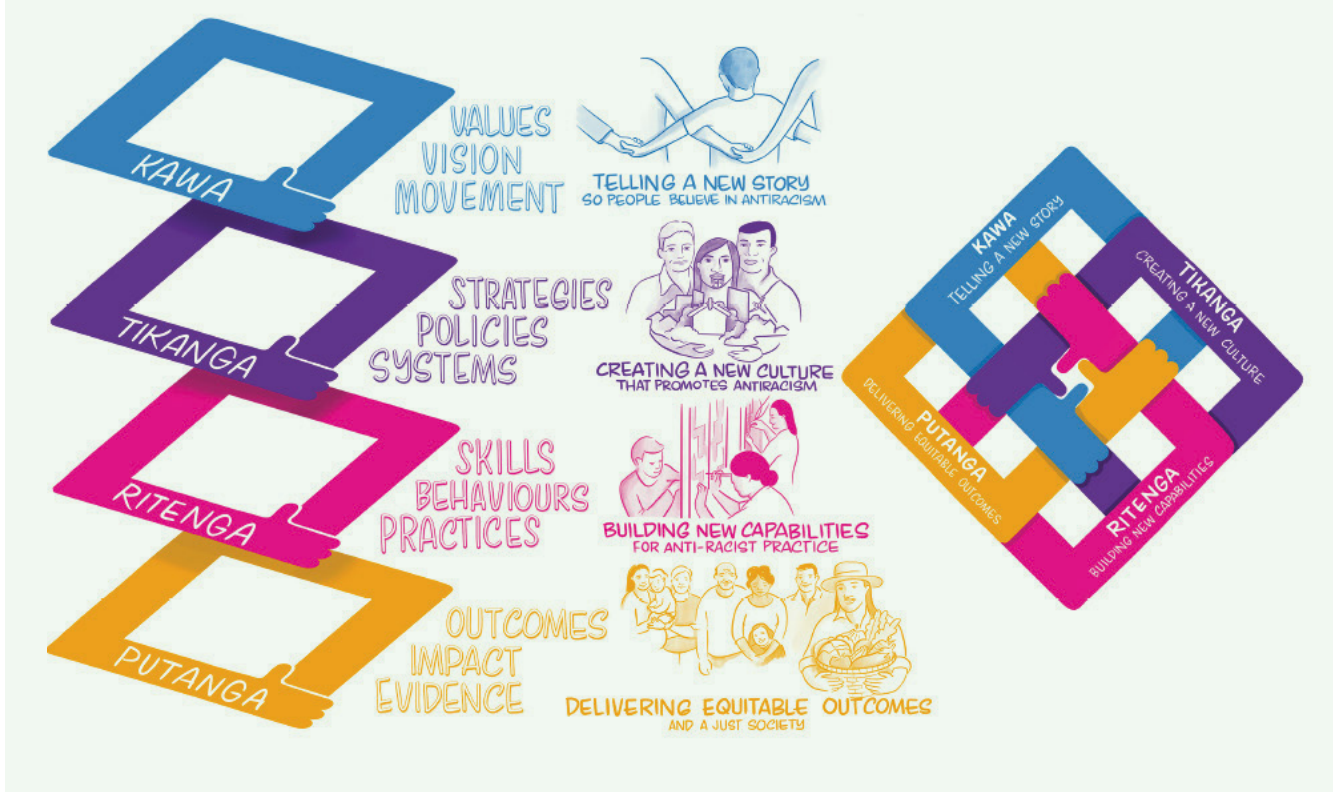 KAWA
VALUES
VISION
MOVEMENT
TELLING A NEW STORY
SO PEOPLE BELIEVE IN ANTIRACISM
TIKANGA
STRATEGIES
POLICIES
SYSTEMS
CREATING A NEW CULTURE
THAT PROMOTES ANTIRACISM
RITENGA
SKILLS
BEHAVIOURS
PRACTICES
BUILDING NEW CAPABILITIES
FOR ANTI-RACIST PRACTICE
PUTANGA
OUTCOMES
IMPACT
EVIDENCE
DELIVERING EQUITABLE OUTCOMES
AND A JUST SOCIETY
KAWA
TELLING A NEW STORY
TIKANGA
CREATING A NEW CULTURE
PUTANGA
DELIVERING EQUITABLE OUTCOMES
RITENGA
BUILDING NEW CAPABILITIES